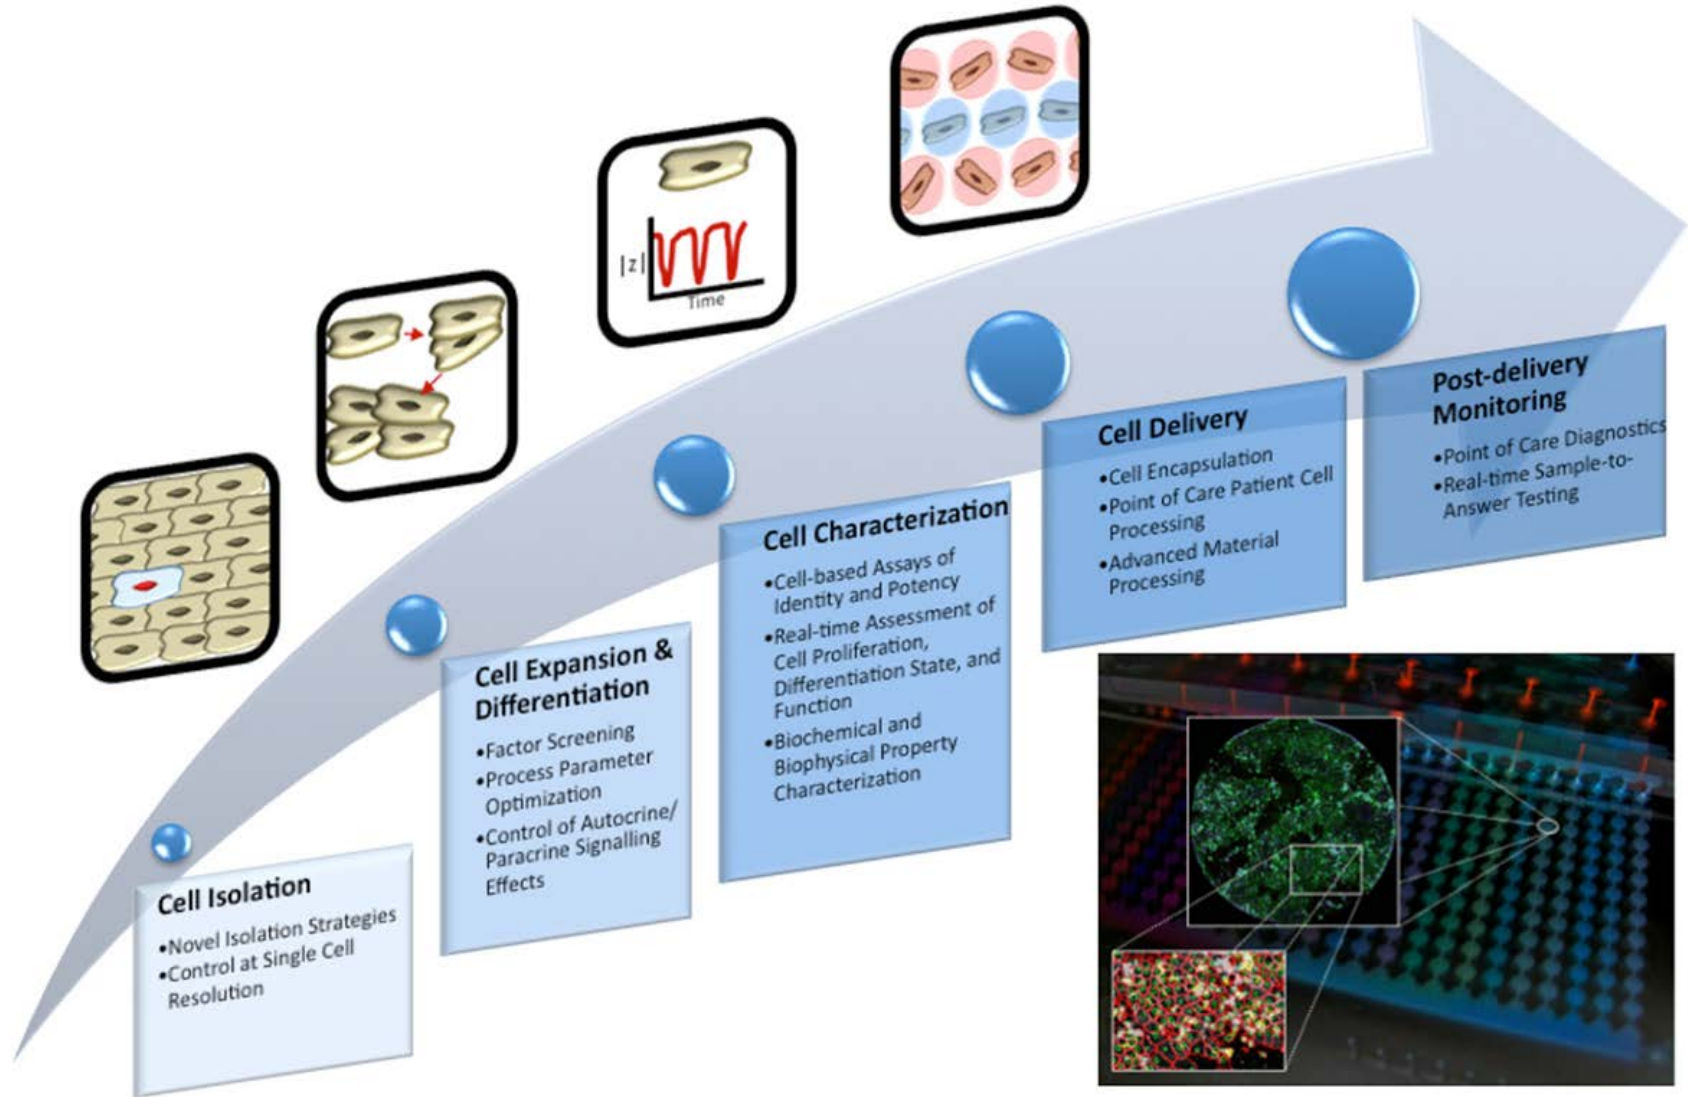 |z|
Time
Cell Isolation
•Novel Isolation Strategies
•Control at Single Cell
Resolution
Cell Expansion &
Differentiation
•Factor Screening
•Process Parameter
Optimization
•Control of Autocrine/
Paracrine Signalling
Effects
Cell Characterization
•Cell-based Assays of
Identity and Potency
•Real-time Assessment of
Cell Proliferation,
Differentiation State, and
Function
•Biochemical and
Biophysical Property
Characterization
Cell Delivery
•Cell Encapsulation
•Point of Care Patient Cell
Processing
•Advanced Material
Processing
Post-delivery
Monitoring
•Point of Care Diagnostics
•Real-time Sample-to-
Answer Testing